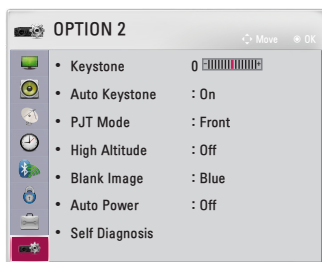 OPTION 2
Move OK
• Keystone 0 - +
• Auto Keystone : On
• PJT Mode : Front
• High Altitude : Off
• Blank Image : Blue
• Auto Power : Off
• Self Diagnosis